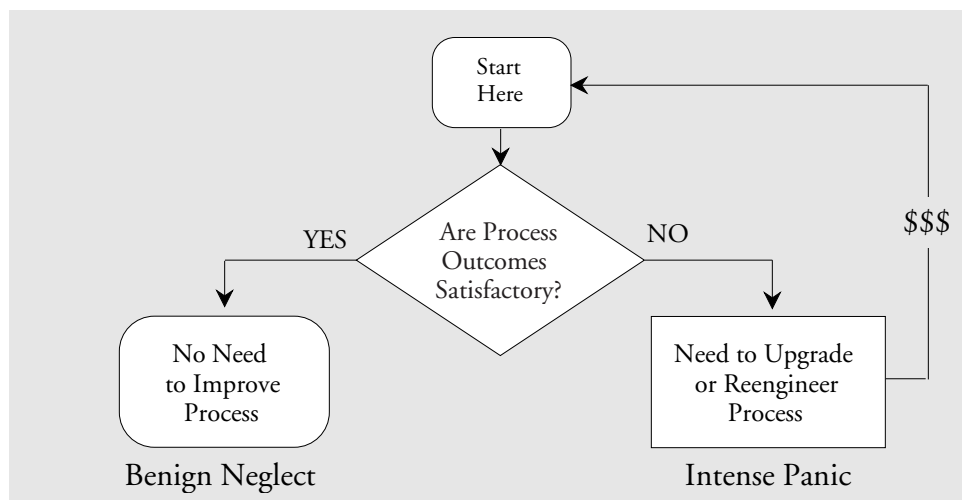 Start
Here
Are Process
Outcomes
Satisfactory?
YES
NO
$$$
No Need
to Improve
Process
Need to Upgrade
or Reengineer
Process
Benign Neglect
Intense Panic